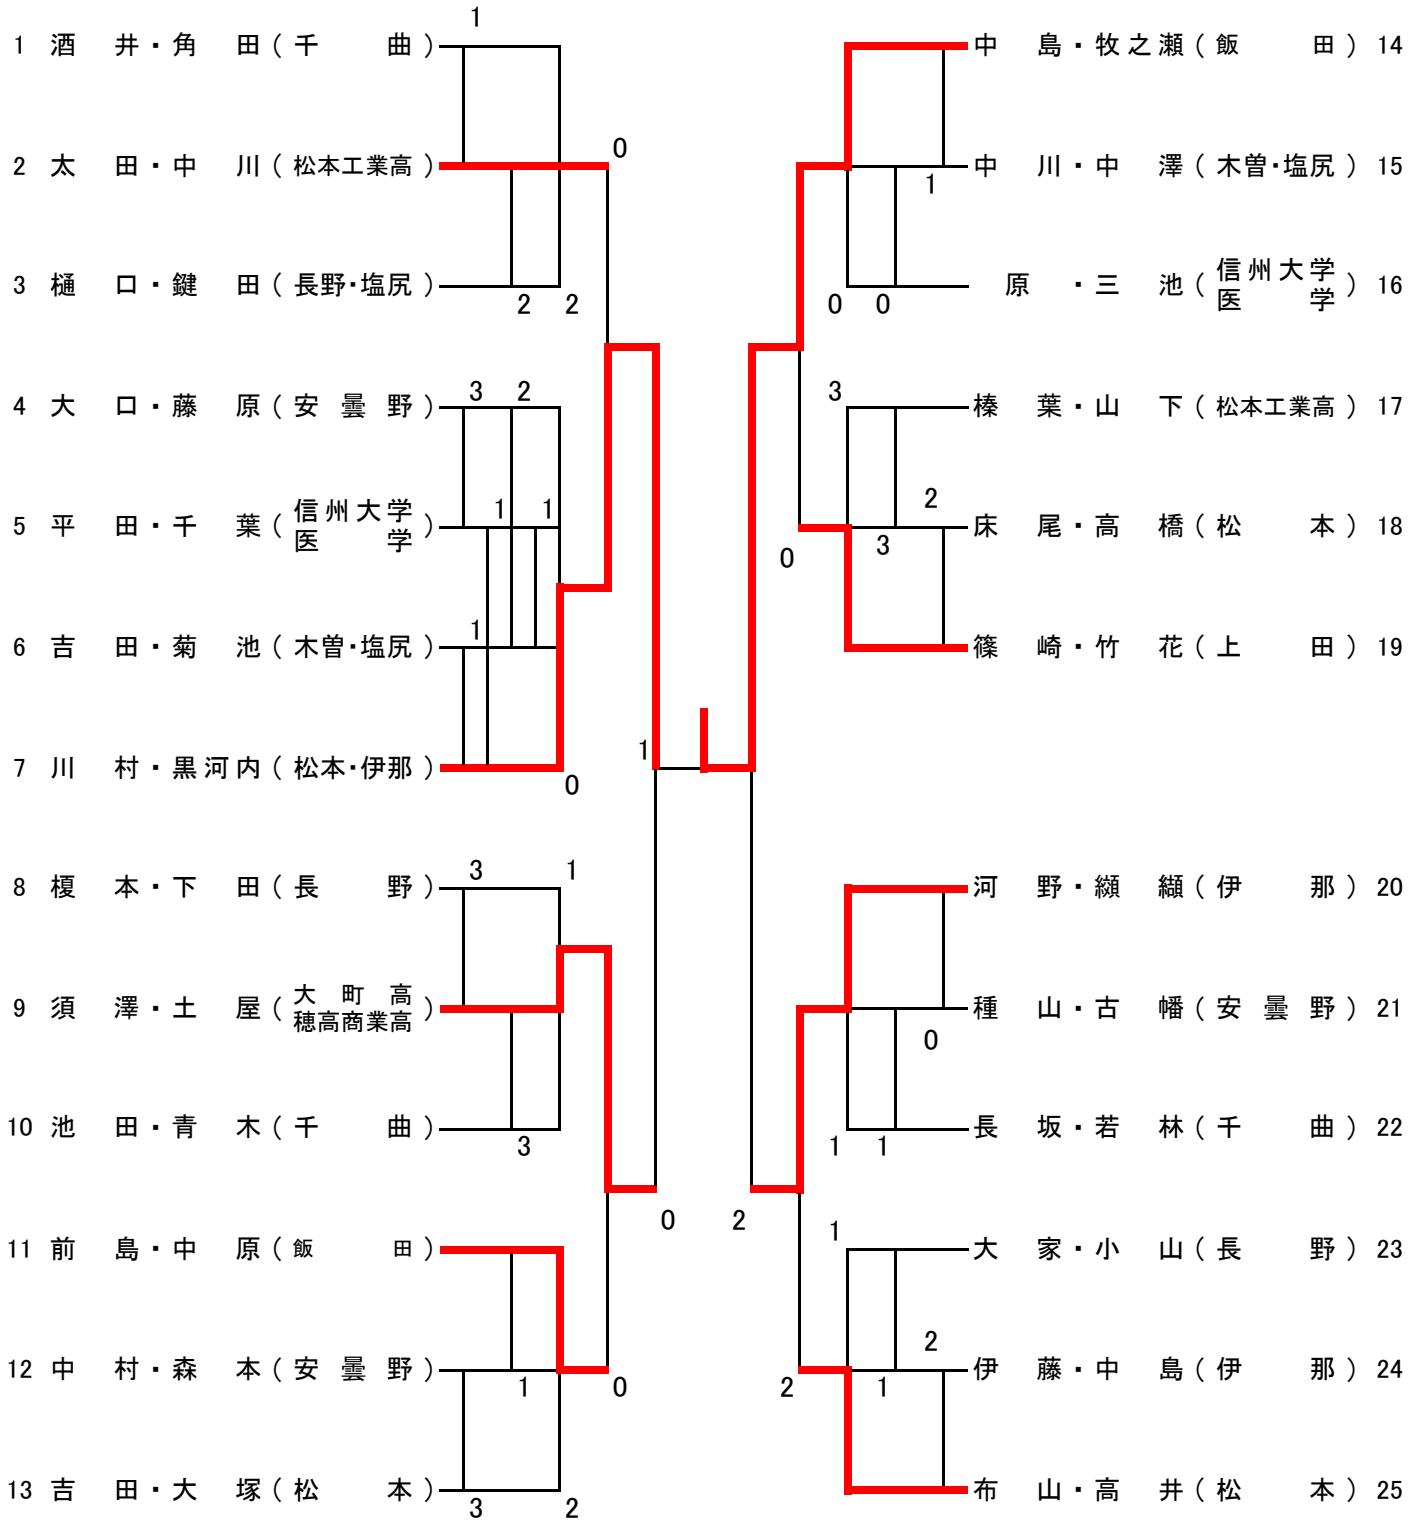 1 酒井・角田(千曲)
1
2 太田・中川(松本工業高)
0
3 樋口・鍵田(長野・塩尻)
2 2
4 大口・藤原(安曇野)
3 2
5 平田・千葉(信州大学
医学)
1 1
6 吉田・菊池(木曽・塩尻)
1
7 川村・黒河内(松本・伊那)
0
1
8 榎本・下田(長野)
3 1
9 須澤・土屋(大町高
穂高商業高)
10 池田・青木(千曲)
3
0
11 前島・中原(飯田)
12 中村・森本(安曇野)
1 0
13 吉田・大塚(松本)
3 2
中島・牧之瀬(飯田) 14
中川・中澤(木曽・塩尻) 15
1
原・三池(信州大学
医学) 16
0 0
榛葉・山下(松本工業高) 17
3
2
床尾・高橋(松本) 18
0 3
篠崎・竹花(上田) 19
河野・纐纈(伊那) 20
種山・古幡(安曇野) 21
0
長坂・若林(千曲) 22
1 1
2
大家・小山(長野) 23
1
2
伊藤・中島(伊那) 24
2 1
布山・高井(松本) 25